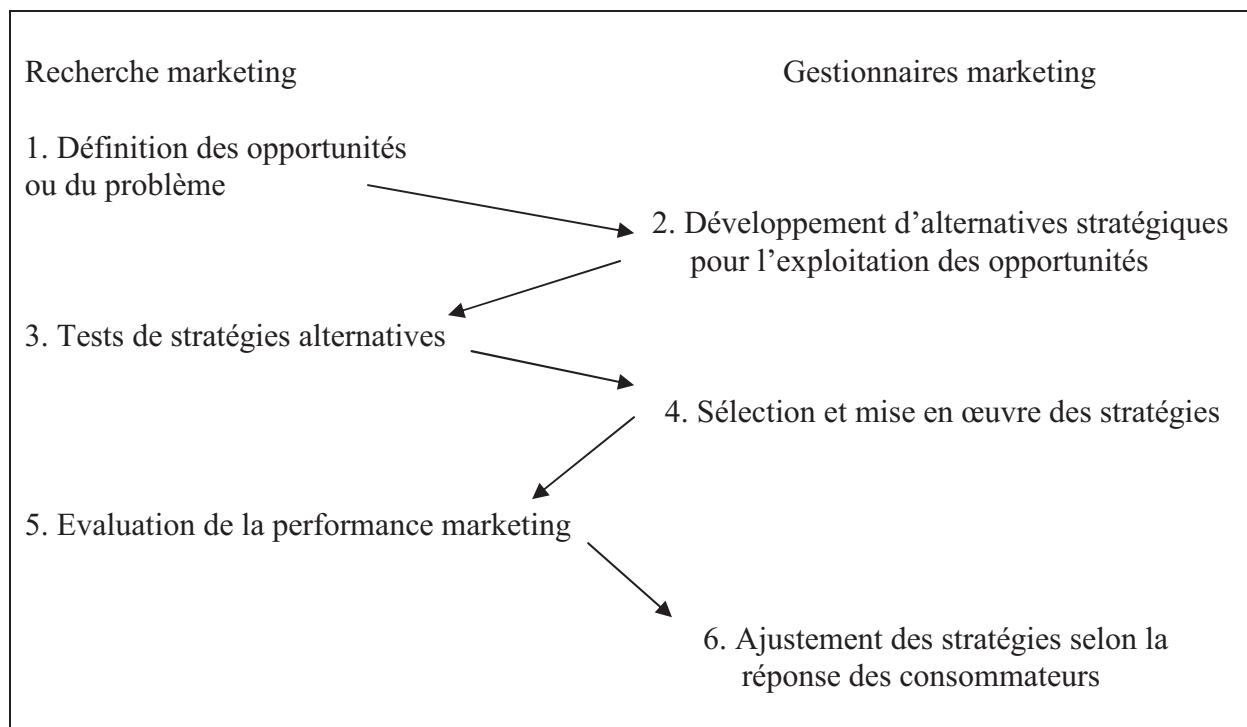 Recherche marketing
Gestionnaires marketing
1. Définition des opportunités
ou du problème
2. Développement d’alternatives stratégiques
pour l’exploitation des opportunités
3. Tests de stratégies alternatives
4. Sélection et mise en œuvre des stratégies
5. Evaluation de la performance marketing
6. Ajustement des stratégies selon la
réponse des consommateurs